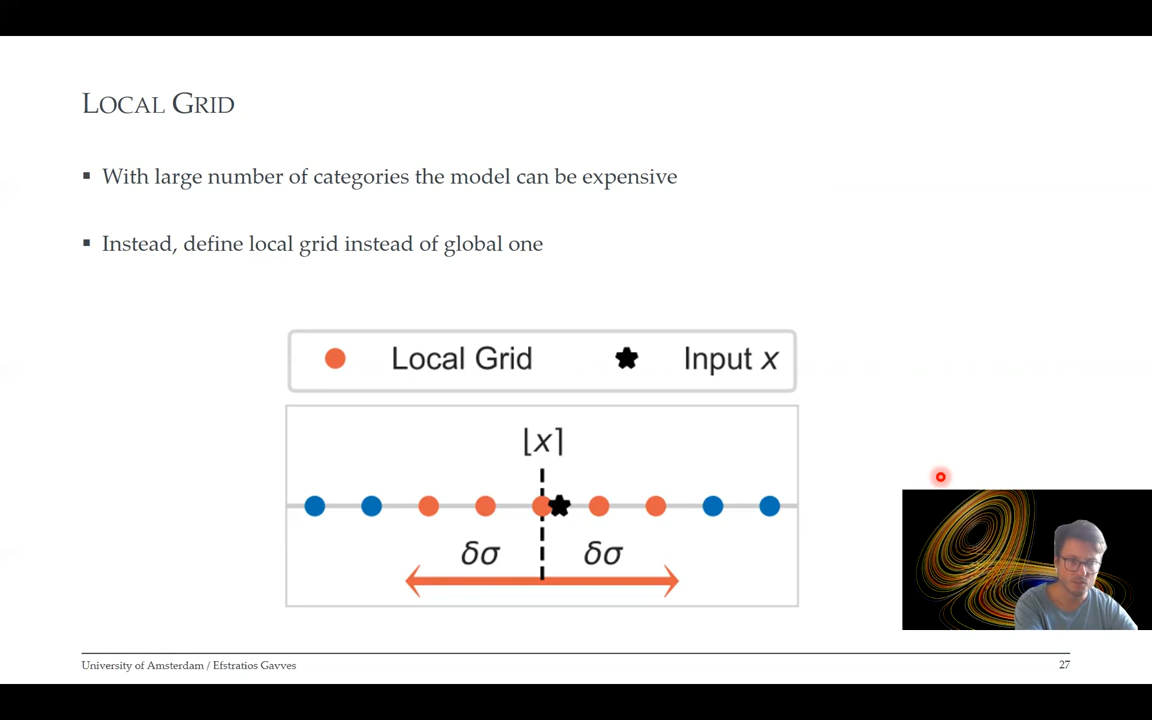 LOCAL GRID
▪ With large number of categories the model can be expensive
▪ Instead, define local grid instead of global one
Local Grid Input x
⌊x⌉
δσ δσ
University of Amsterdam / Efstratios Gavves 27